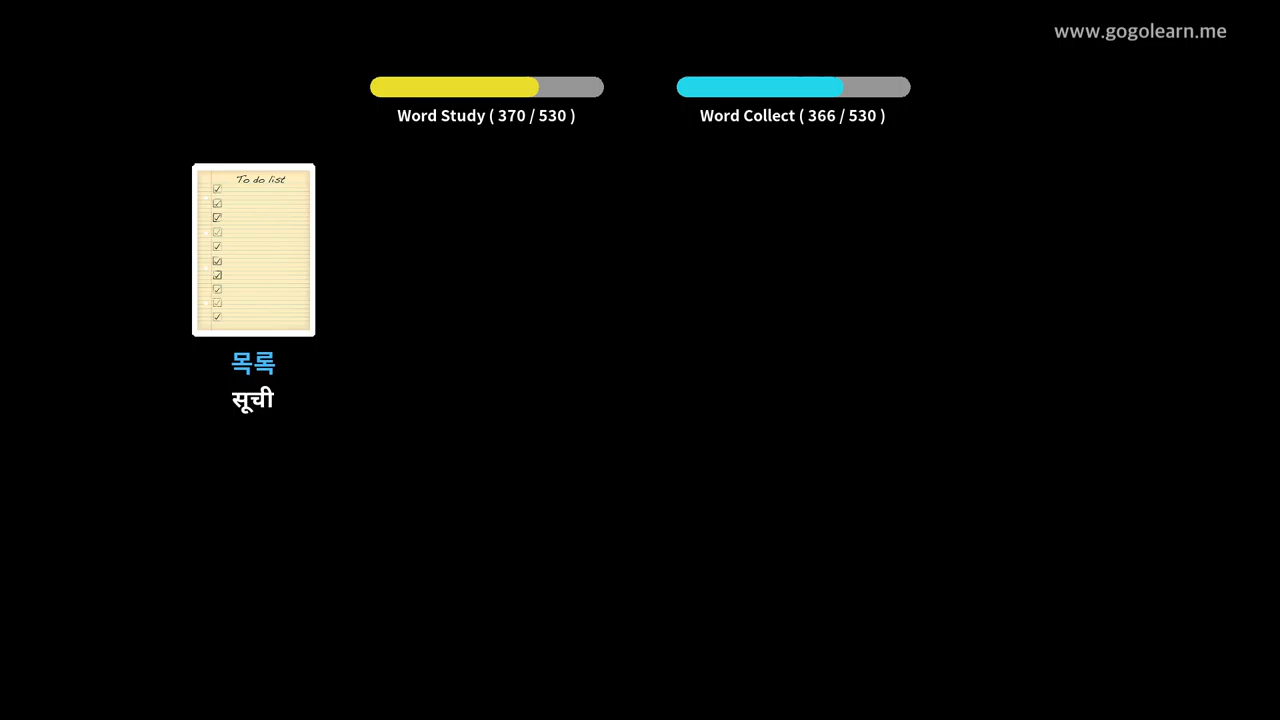 www.gogolearn.me
Word Study ( 370 / 530 )
Word Collect ( 366 / 530 )
To do list
목록
सूची